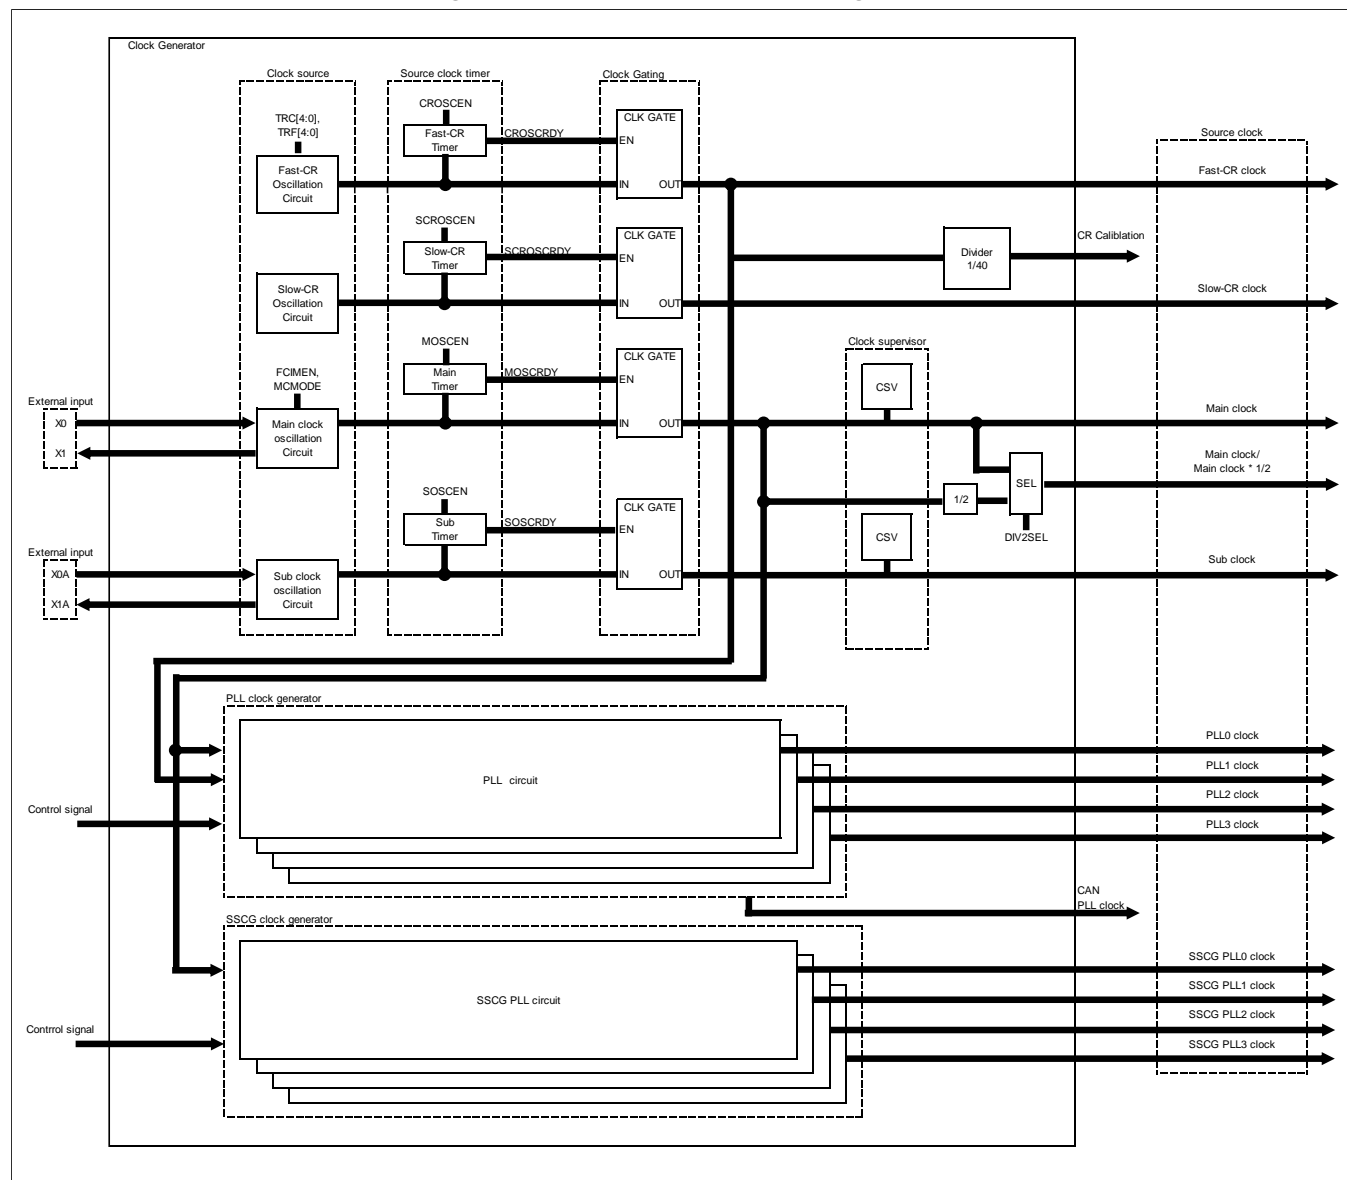 Clock Generator
Clock source
Source clock timer
Clock Gating
CROSCEN
TRC[4:0],
TRF[4:0]
Fast-CR
Timer
CROSCRDY
CLK GATE
EN
IN
OUT
Fast-CR
Oscillation
Circuit
Source clock
Fast-CR clock
SCROSCEN
Slow-CR
Timer
SCROSCRDY
CLK GATE
EN
IN
OUT
Divider
1/40
CR Caliblation
Slow-CR
Oscillation
Circuit
Slow-CR clock
MOSCEN
Main
Timer
MOSCRDY
CLK GATE
EN
IN
OUT
Clock supervisor
CSV
FCIMEN,
MCMODE
External input
X0
X1
Main clock
oscillation
Circuit
Main clock
Main clock/
Main clock * 1/2
SEL
1/2
DIV2SEL
SOSCEN
Sub
Timer
SOSCRDY
CLK GATE
EN
IN
OUT
CSV
External input
X0A
X1A
Sub clock
oscillation
Circuit
Sub clock
PLL clock generator
PLL circuit
PLL0 clock
PLL1 clock
PLL2 clock
PLL3 clock
Control signal
CAN
PLL clock
SSCG clock generator
SSCG PLL circuit
SSCG PLL0 clock
SSCG PLL1 clock
SSCG PLL2 clock
SSCG PLL3 clock
Contrrol signal